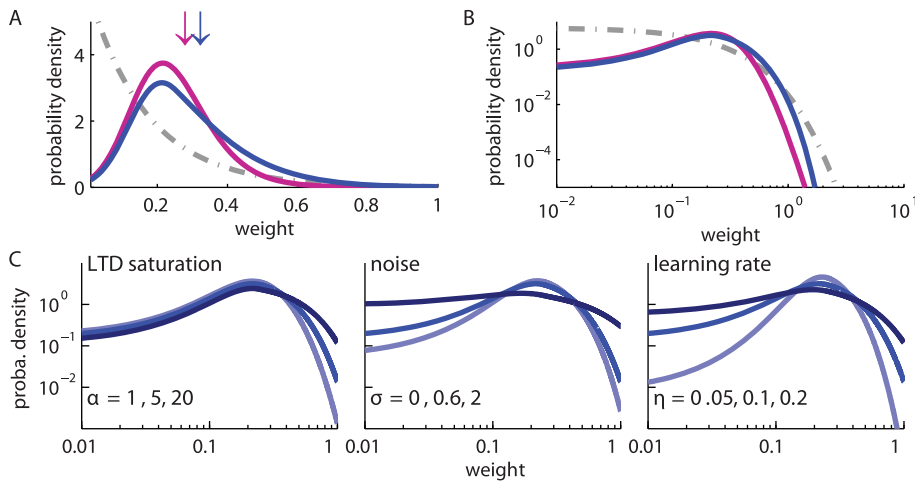 A
probability density
4
2
0
0.2
0.4
0.6
0.8
1
weight
B
probability density
10^0
10^-2
10^-4
10^-2
10^-1
10^0
10^1
weight
C
LTD saturation
proba. density
10^0
10^-1
10^-2
α = 1 , 5, 20
0.01
0.1
1
noise
σ = 0 , 0.6, 2
0.01
0.1
1
weight
learning rate
η = 0 .05, 0.1, 0.2
0.01
0.1
1